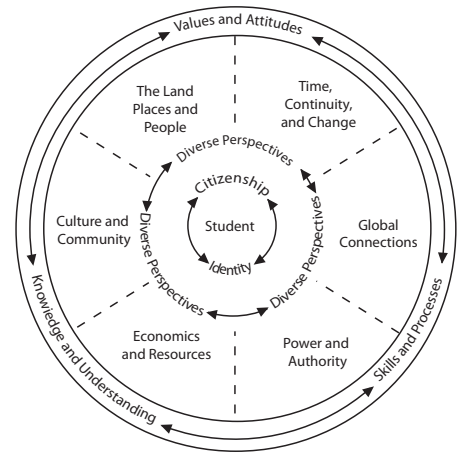 Values and Attitudes
The Land
Places and
People
Time,
Continuity,
and Change
Diverse Perspectives
Citizenship
Culture and
Community
Diverse Perspectives
Student
Diverse Perspectives
Global
Connections
Identity
Economics
and Resources
Power and
Authority
Knowledge and Understanding
Skills and Processes